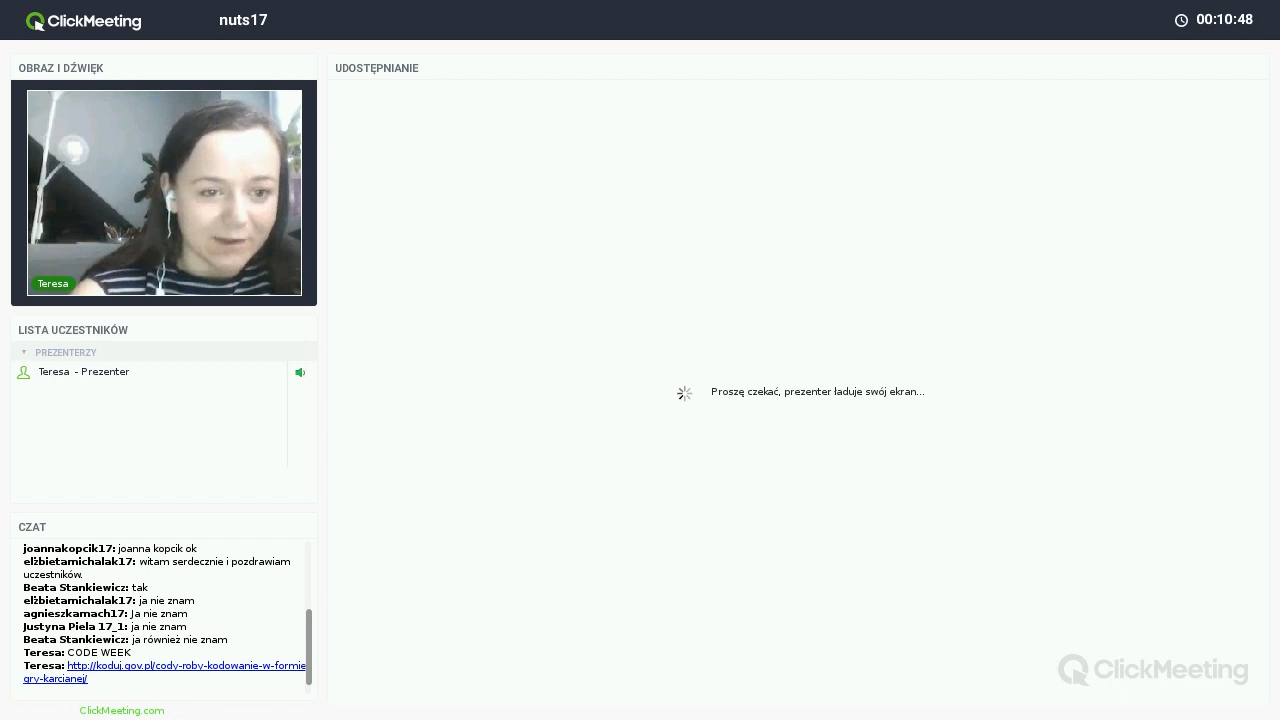 ClickMeeting
nuts17
00:10:48
OBRAZ I DŹWIĘK
Teresa
LISTA UCZESTNIKÓW
PREZENTERZY
Teresa - Prezenter
CZAT
joannakopcik17: joanna kopcik ok
elżbietamichalak17: witam serdecznie i pozdrawiam
uczestników.
Beata Stankiewicz: tak
elżbietamichalak17: ja nie znam
agnieszkamach17: Ja nie znam
Justyna Piela 17_1: ja nie znam
Beata Stankiewicz: ja również nie znam
Teresa: CODE WEEK
Teresa: http://koduj.gov.pl/cody-roby-kodowanie-w-formie
gry-karcianej/
ClickMeeting.com
UDOSTĘPNIANIE
Proszę czekać, prezenter ładuje swój ekran...
ClickMeeting